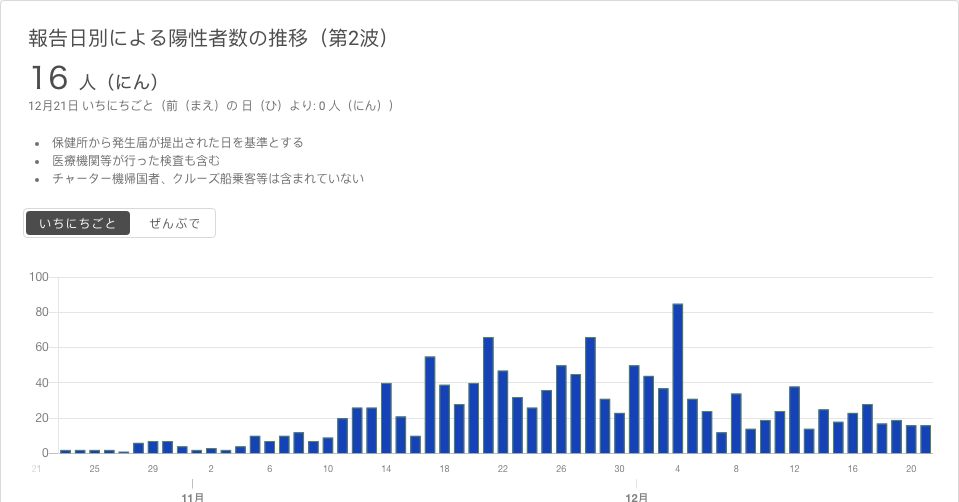 報告日別による陽性者数の推移（第2波）
16 人（にん）
12月21日 いちにちごと（前（まえ）の 日（ひ）より: 0 人（にん））
保健所から発生届が提出された日を基準とする
医療機関等が行った検査も含む
チャーター機帰国者、クルーズ船乗客等は含まれていない
いちにちごと ぜんぶで
100
80
60
40
20
0
21 25 29 2 6 10 14 18 22 26 30 4 8 12 16 20
11月 12月